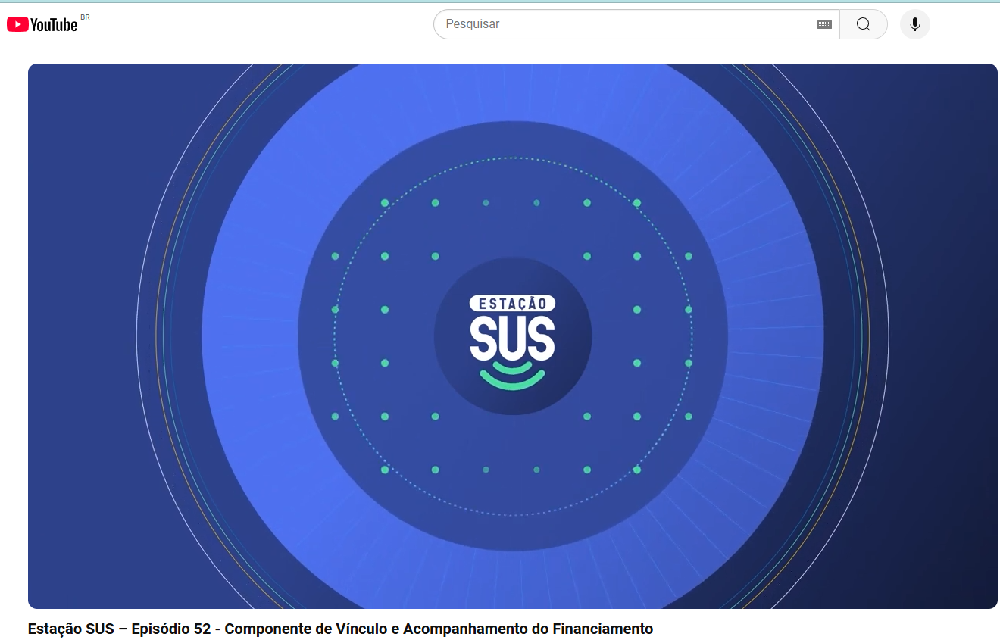 YouTube BR
Pesquisar
ESTAÇÃO
SUS
Estação SUS – Episódio 52 - Componente de Vínculo e Acompanhamento do Financiamento